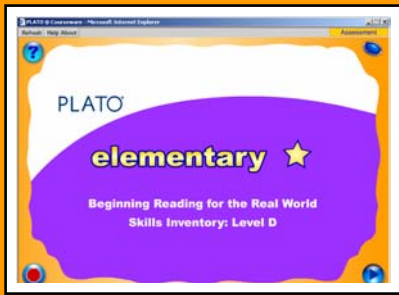 PLATO ® Courseware - Microsoft Internet Explorer
Refresh Help About
Assessment
?
PLATO®
elementary
Beginning Reading for the Real World
Skills Inventory: Level D